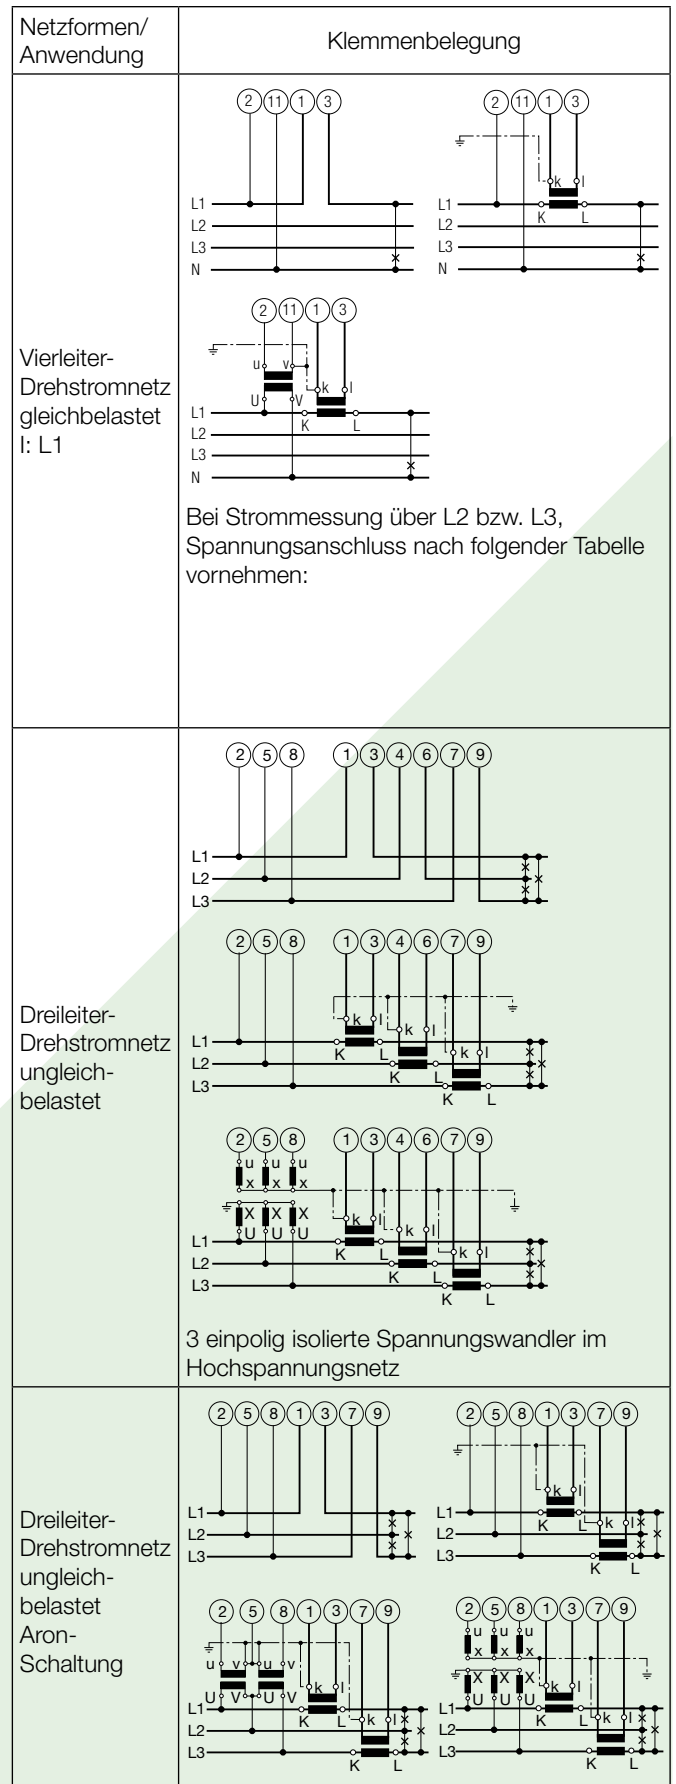 Netzformen/
Anwendung
Klemmenbelegung
Vierleiter-
Drehstromnetz
gleichbelastet
I: L1
2 11 1 3
L1
L2
L3
N
2 11 1 3
k l
L1
K L
L2
L3
N
2 11 1 3
u v
k l
U V
L1
K L
L2
L3
N
Bei Strommessung über L2 bzw. L3,
Spannungsanschluss nach folgender Tabelle
vornehmen:
Dreileiter-
Drehstromnetz
ungleich-
belastet
2 5 8 1 3 4 6 7 9
L1
L2
L3
2 5 8 1 3 4 6 7 9
k l
k l
L1
K L
k l
L2
K L
L3
K L
2 5 8 1 3 4 6 7 9
u u u
x x x
X X X
k l
U U U
k l
L1
K L
k l
L2
K L
L3
K L
3 einpolig isolierte Spannungswandler im
Hochspannungsnetz
Dreileiter-
Drehstromnetz
ungleich-
belastet
Aron-
Schaltung
2 5 8 1 3 7 9
L1
L2
L3
2 5 8 1 3 7 9
k l
L1
K L
k l
L2
L3
K L
2 5 8 1 3 7 9
u v u v
k l
U V U V
L1
K L
k l
L2
L3
K L
2 5 8 1 3 7 9
u u u
x x x
X X X
k l
U U U
L1
K L
k l
L2
L3
K L